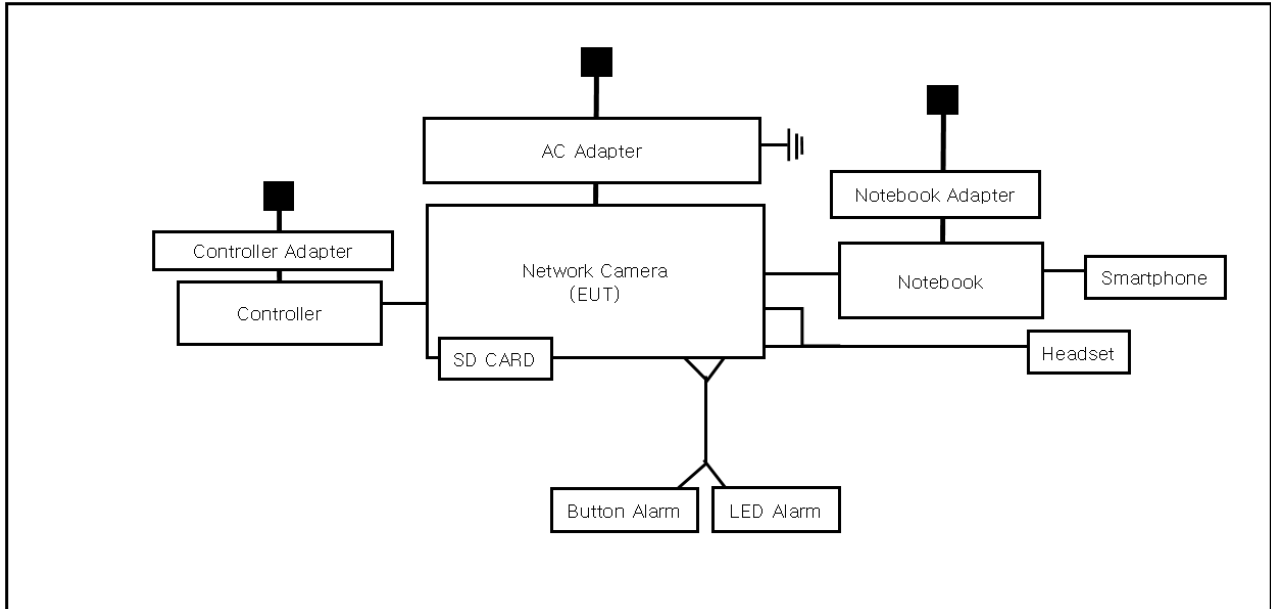 AC Adapter
Notebook Adapter
Controller Adapter
Network Camera
(EUT)
Notebook
Smartphone
Controller
SD CARD
Headset
Button Alarm
LED Alarm